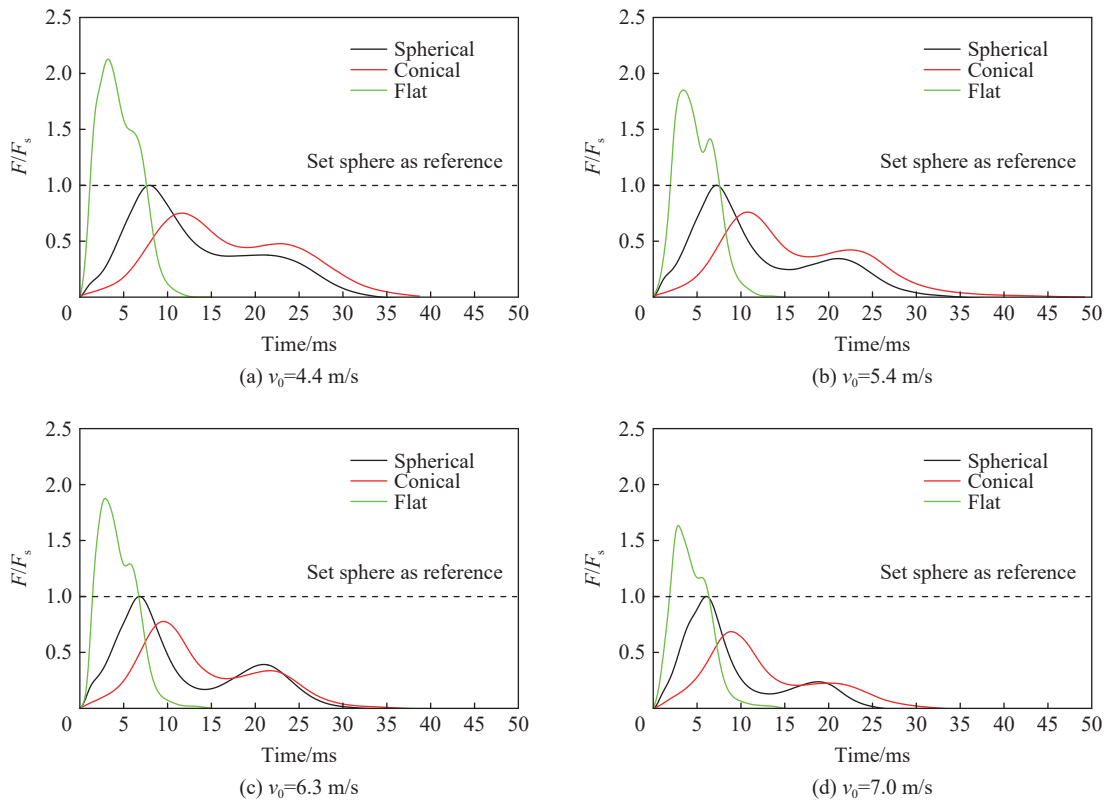 2.5
2.0
1.5
1.0
0.5
0
5
10
15
20
25
30
35
40
45
50
F/Fs
Spherical
Conical
Flat
Set sphere as reference
Time/ms
(a) v0=4.4 m/s
2.5
2.0
1.5
1.0
0.5
0
5
10
15
20
25
30
35
40
45
50
F/Fs
Spherical
Conical
Flat
Set sphere as reference
Time/ms
(b) v0=5.4 m/s
2.5
2.0
1.5
1.0
0.5
0
5
10
15
20
25
30
35
40
45
50
F/Fs
Spherical
Conical
Flat
Set sphere as reference
Time/ms
(c) v0=6.3 m/s
2.5
2.0
1.5
1.0
0.5
0
5
10
15
20
25
30
35
40
45
50
F/Fs
Spherical
Conical
Flat
Set sphere as reference
Time/ms
(d) v0=7.0 m/s